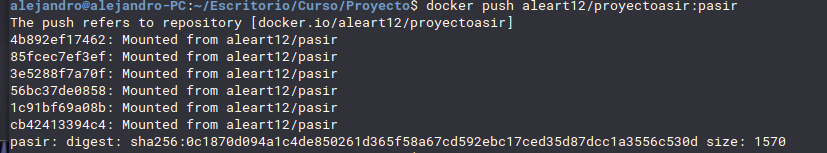 alejandro@alejandro-PC:~/Escritorio/Curso/Proyecto$ docker push aleart12/proyectoasir:pasir
The push refers to repository [docker.io/aleart12/proyectoasir]
4b892ef17462: Mounted from aleart12/pasir
85fcec7ef3ef: Mounted from aleart12/pasir
3e5288f7a70f: Mounted from aleart12/pasir
56bc37de0858: Mounted from aleart12/pasir
1c91bf69a08b: Mounted from aleart12/pasir
cb42413394c4: Mounted from aleart12/pasir
pasir: digest: sha256:0c1870d094a1c4de850261d365f58a67cd592ebc17ced35d87dcc1a3556c530d size: 1570